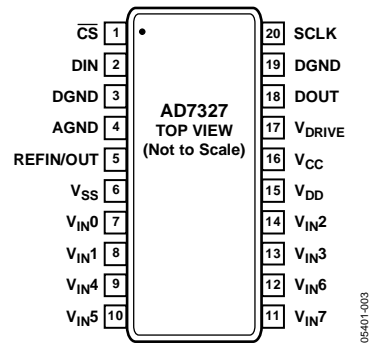 CS 1 20 SCLK
DIN 2 19 DGND
DGND 3 18 DOUT
AGND 4 17 VDRIVE
REFIN/OUT 5 16 VCC
VSS 6 15 VDD
VIN0 7 14 VIN2
VIN1 8 13 VIN3
VIN4 9 12 VIN6
VIN5 10 11 VIN7
AD7327
TOP VIEW
(Not to Scale)
05401-003